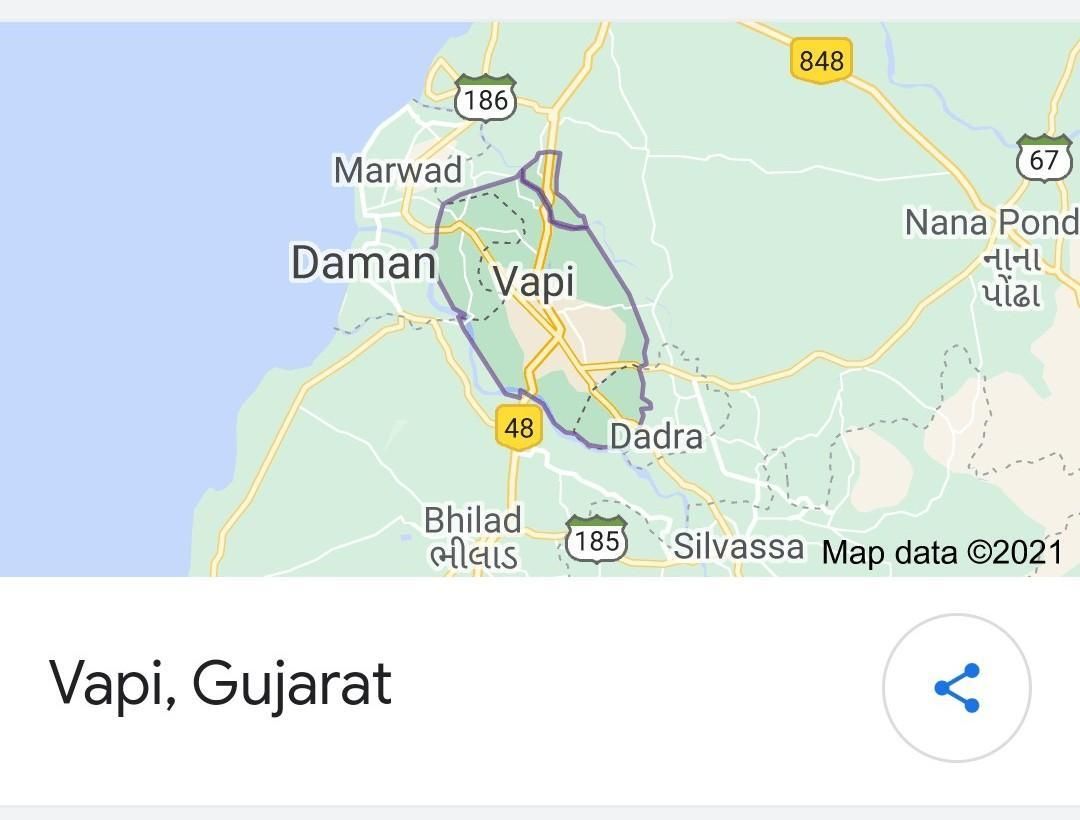 848
186
67
Marwad
Nana Pond
નાના
પોંઢા
Daman
Vapi
48
Dadra
Bhilad
ભીલાડ
185
Silvassa
Map data ©2021
Vapi, Gujarat